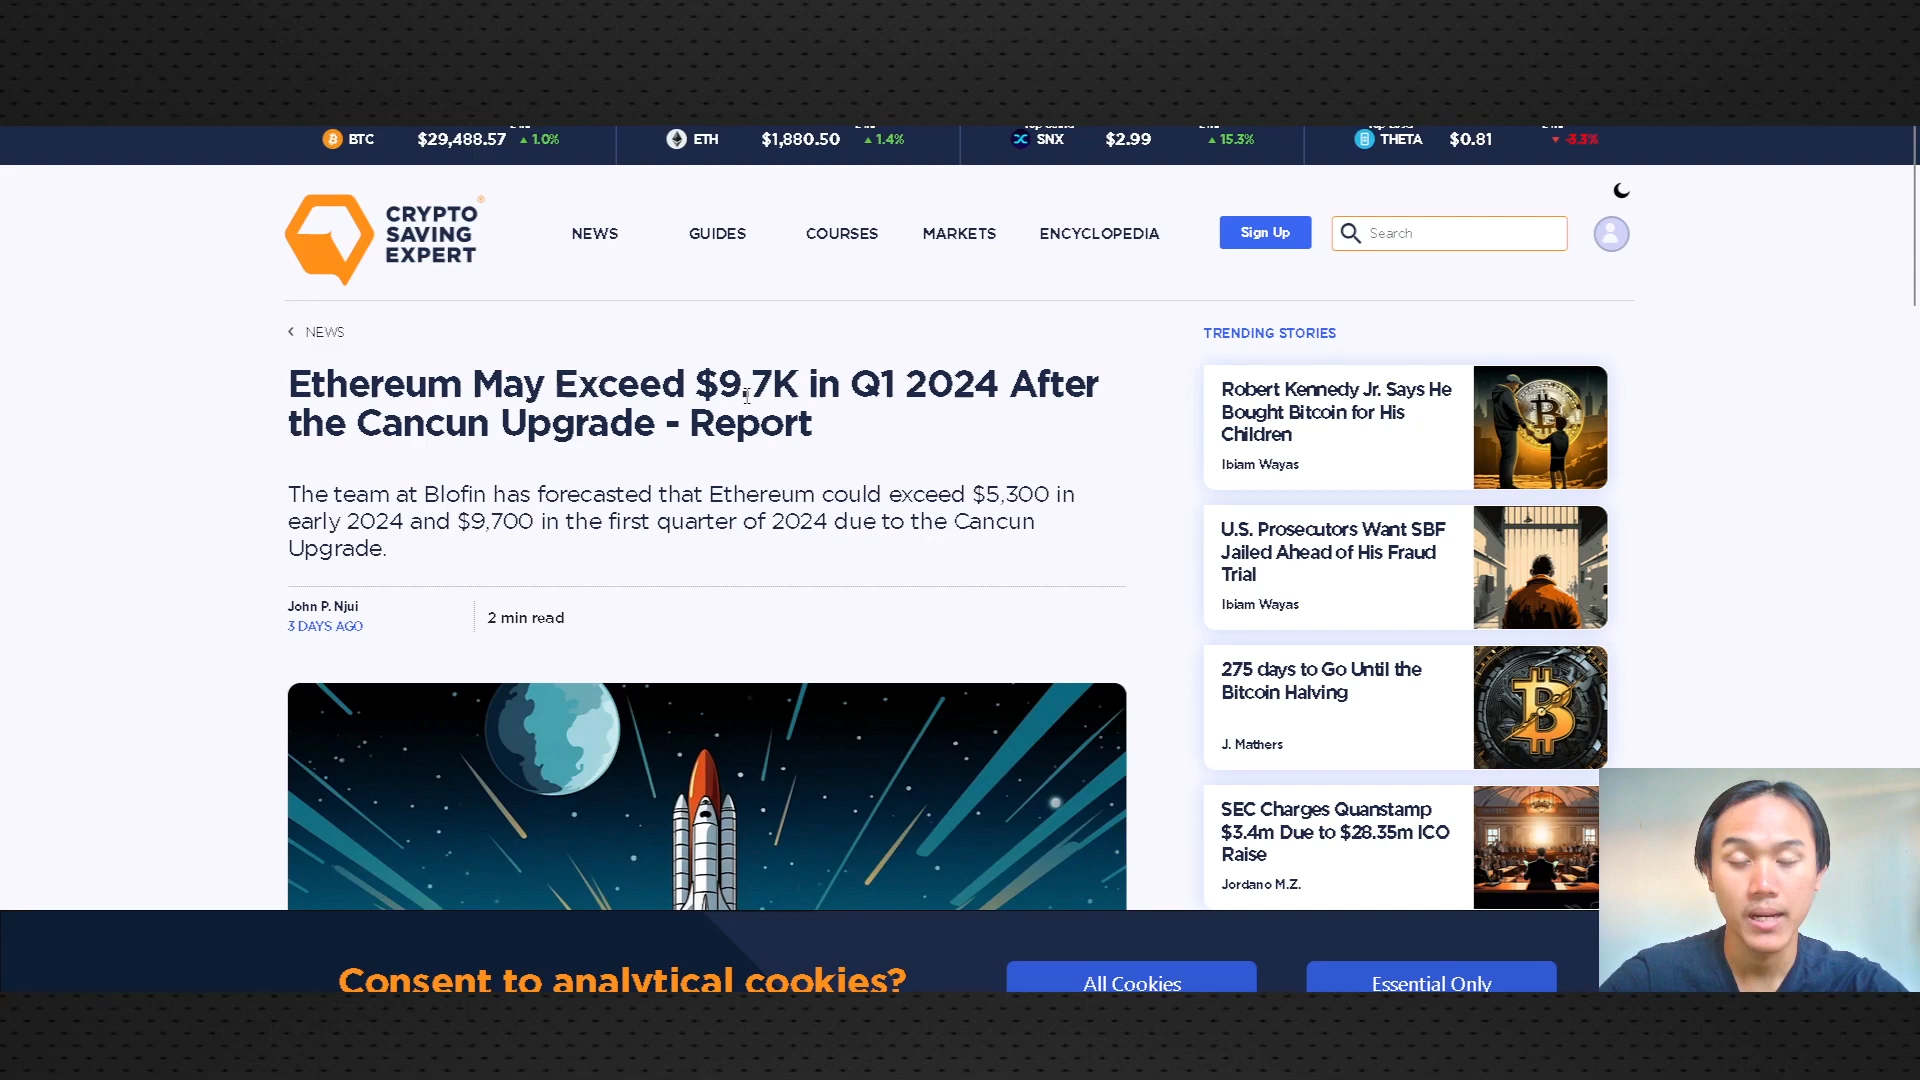 BTC $29,488.57 1.0%
ETH $1,880.50 1.4%
SNX $2.99 15.3%
THETA $0.81 -3.3%
CRYPTO
SAVING
EXPERT
NEWS GUIDES COURSES MARKETS ENCYCLOPEDIA
Sign Up
Search
NEWS
Ethereum May Exceed $9.7K in Q1 2024 After
the Cancun Upgrade - Report
The team at Blofin has forecasted that Ethereum could exceed $5,300 in
early 2024 and $9,700 in the first quarter of 2024 due to the Cancun
Upgrade.
John P. Njui
3 DAYS AGO
2 min read
TRENDING STORIES
Robert Kennedy Jr. Says He
Bought Bitcoin for His
Children
Ibiam Wayas
U.S. Prosecutors Want SBF
Jailed Ahead of His Fraud
Trial
Ibiam Wayas
275 days to Go Until the
Bitcoin Halving
J. Mathers
SEC Charges Quanstamp
$3.4m Due to $28.35m ICO
Raise
Jordano M.Z.
Consent to analytical cookies?
All Cookies
Essential Only